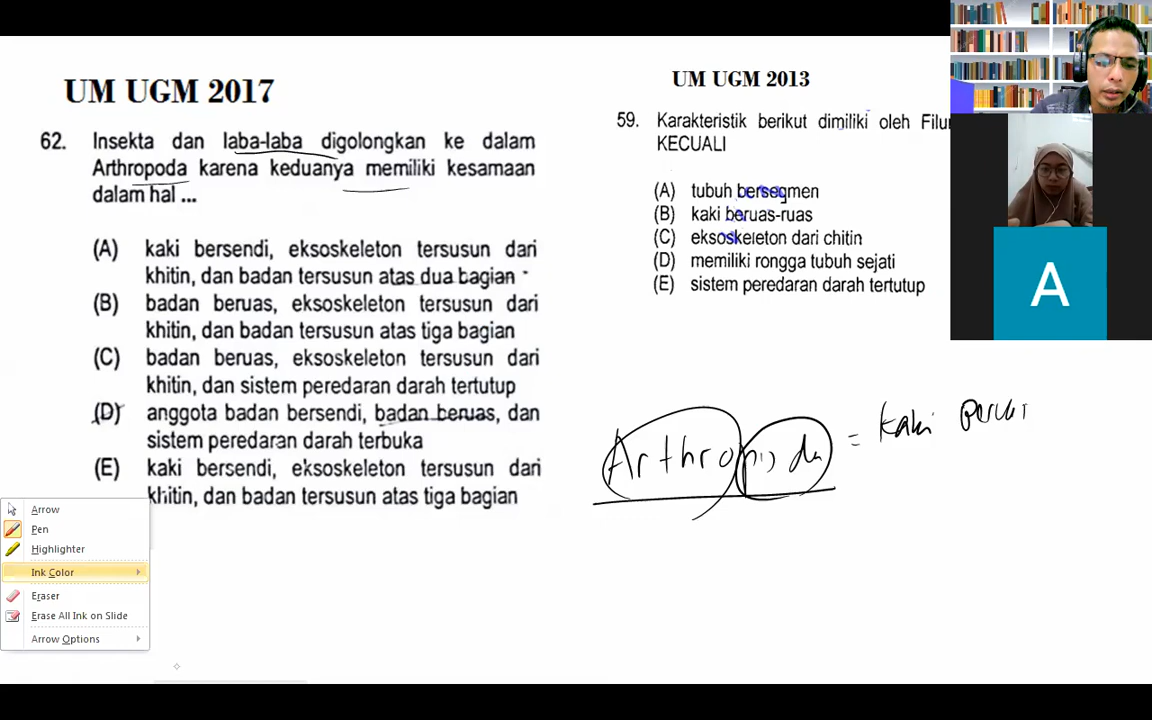 UM UGM 2017
62. Insekta dan laba-laba digolongkan ke dalam
Arthropoda karena keduanya memiliki kesamaan
dalam hal ...
(A) kaki bersendi, eksoskeleton tersusun dari
khitin, dan badan tersusun atas dua bagian
(B) badan beruas, eksoskeleton tersusun dari
khitin, dan badan tersusun atas tiga bagian
(C) badan beruas, eksoskeleton tersusun dari
khitin, dan sistem peredaran darah tertutup
(D) anggota badan bersendi, badan beruas, dan
sistem peredaran darah terbuka
(E) kaki bersendi, eksoskeleton tersusun dari
khitin, dan badan tersusun atas tiga bagian
UM UGM 2013
59. Karakteristik berikut dimiliki oleh Filu
KECUALI
(A) tubuh bersegmen
(B) kaki beruas-ruas
(C) eksoskeleton dari chitin
(D) memiliki rongga tubuh sejati
(E) sistem peredaran darah tertutup
Arthropoda = kaki
A
Arrow
Pen
Highlighter
Ink Color
Eraser
Erase All Ink on Slide
Arrow Options